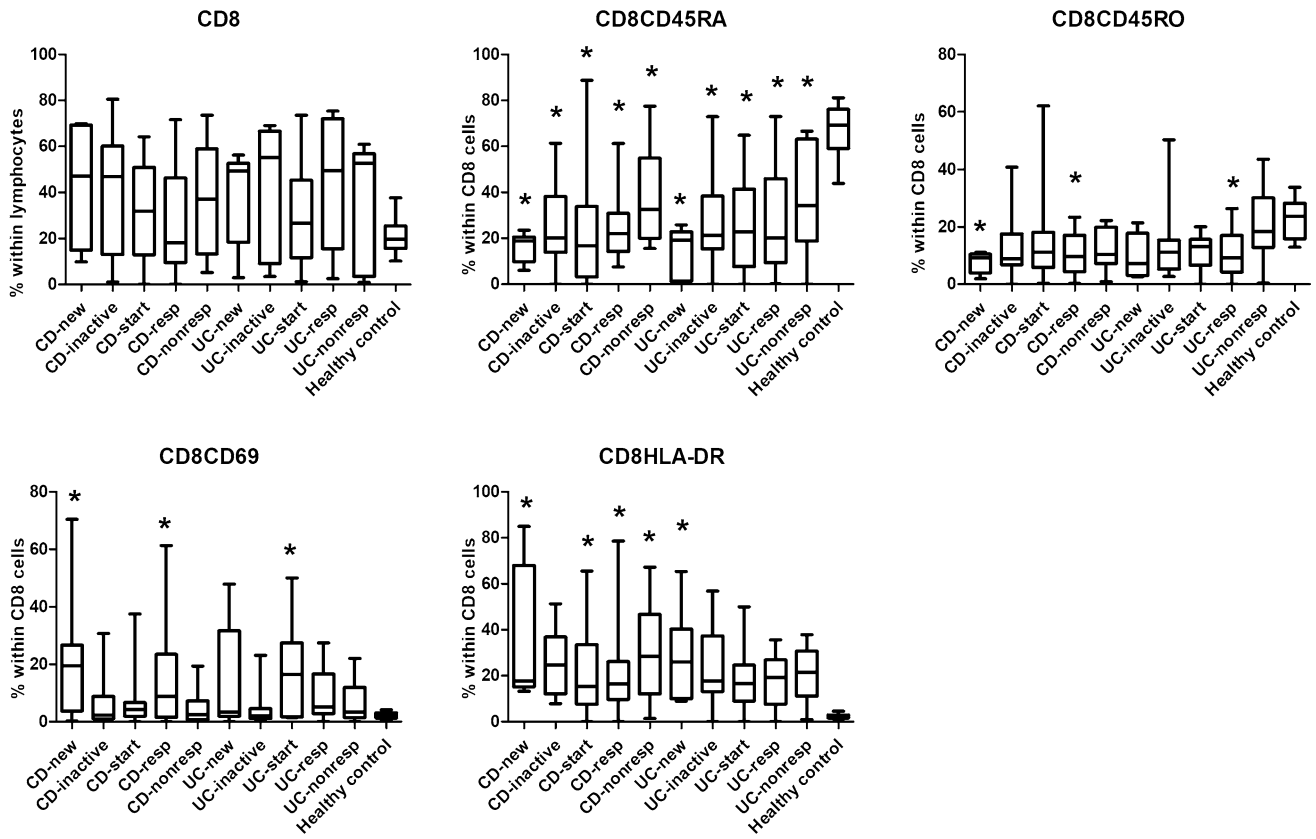 CD8
% within lymphocytes
100
80
60
40
20
0
CD-new
CD-inactive
CD-start
CD-resp
CD-nonresp
UC-new
UC-inactive
UC-start
UC-resp
UC-nonresp
Healthy control
CD8CD45RA
% within CD8 cells
100
80
60
40
20
0
* * * * * * * * * *
CD-new
CD-inactive
CD-start
CD-resp
CD-nonresp
UC-new
UC-inactive
UC-start
UC-resp
UC-nonresp
Healthy control
CD8CD45RO
% within CD8 cells
80
60
40
20
0
* * *
CD-new
CD-inactive
CD-start
CD-resp
CD-nonresp
UC-new
UC-inactive
UC-start
UC-resp
UC-nonresp
Healthy control
CD8CD69
% within CD8 cells
80
60
40
20
0
* * *
CD-new
CD-inactive
CD-start
CD-resp
CD-nonresp
UC-new
UC-inactive
UC-start
UC-resp
UC-nonresp
Healthy control
CD8HLA-DR
% within CD8 cells
100
80
60
40
20
0
* * * * *
CD-new
CD-inactive
CD-start
CD-resp
CD-nonresp
UC-new
UC-inactive
UC-start
UC-resp
UC-nonresp
Healthy control